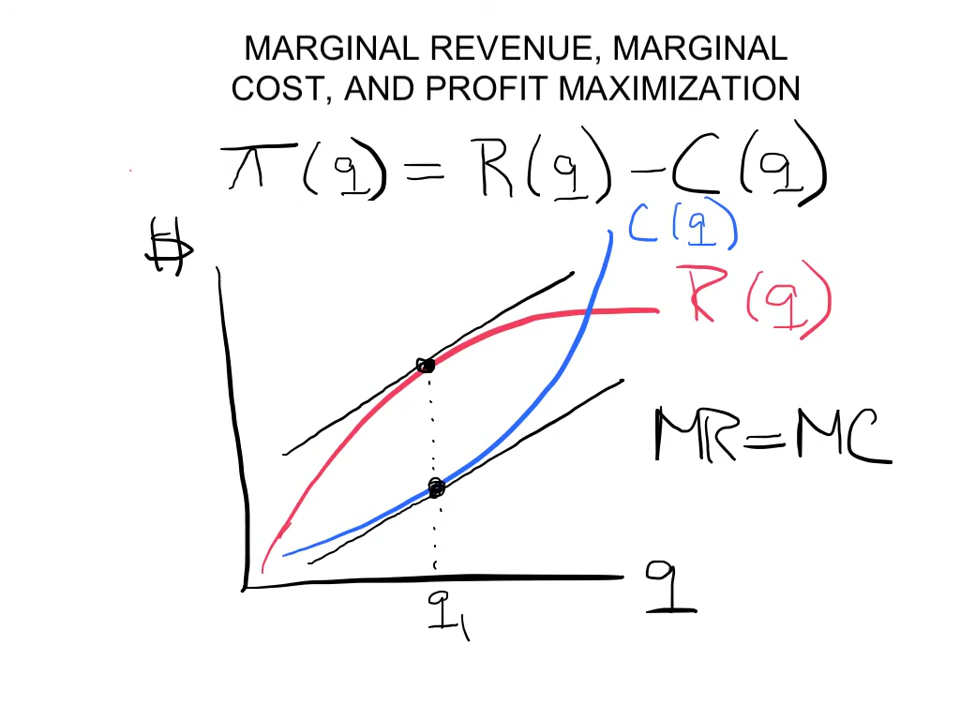 MARGINAL REVENUE, MARGINAL
COST, AND PROFIT MAXIMIZATION
π(q) = R(q) - C(q)
C(q)
$
R(q)
MR = MC
q
q₁